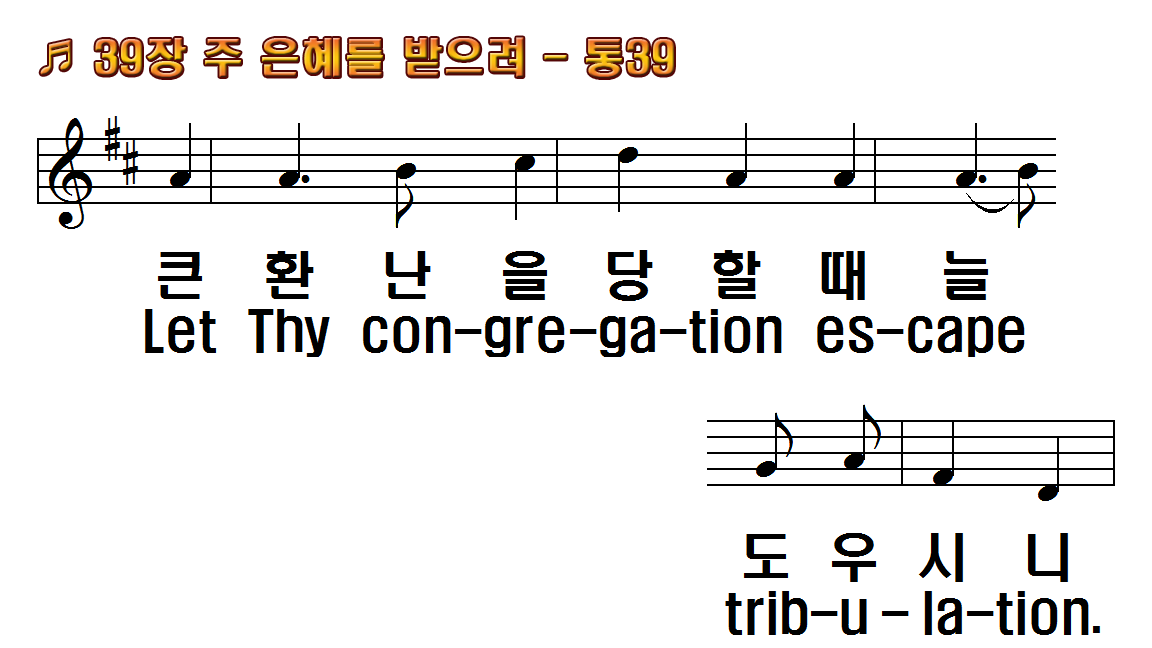 ♬ 39장 주 은혜를 받으려 - 통39
큰 환 난 을 당 할 때 늘
Let Thy con-gre-ga-tion es-cape
도 우 시 니
trib-u-la-tion.